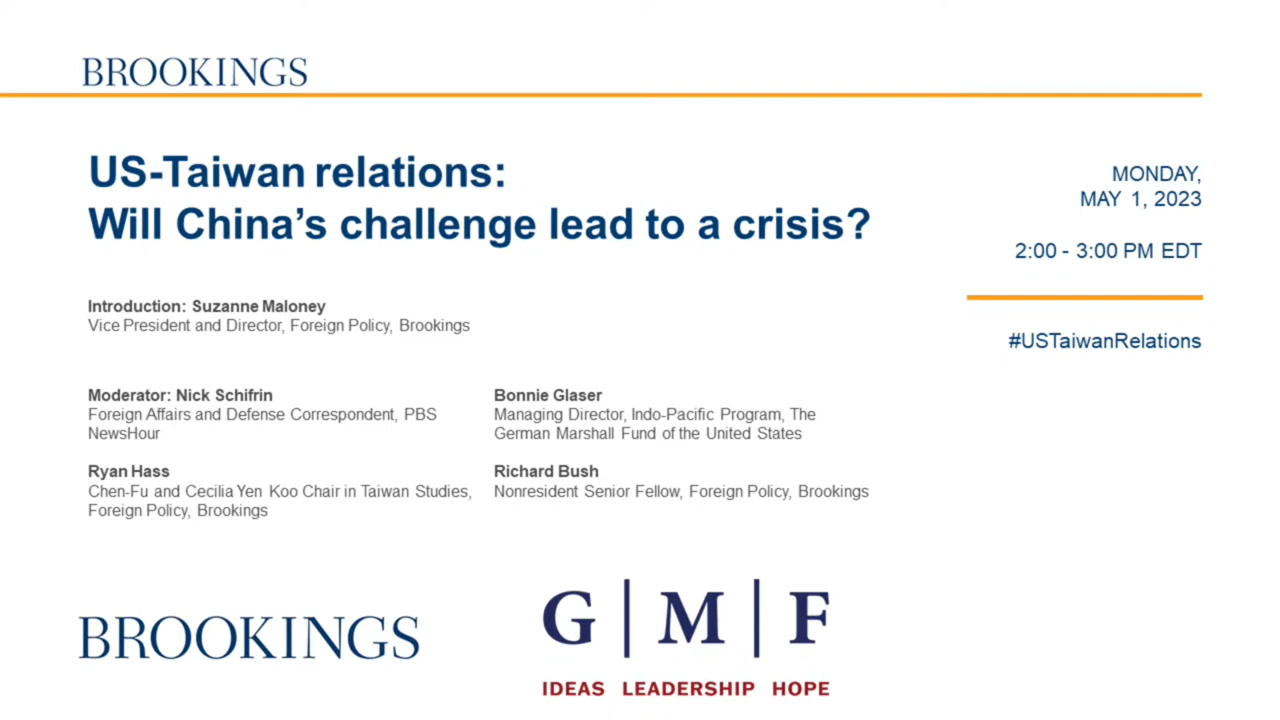 BROOKINGS
US-Taiwan relations:
Will China's challenge lead to a crisis?
MONDAY,
MAY 1, 2023
2:00 - 3:00 PM EDT
#USTaiwanRelations
Introduction: Suzanne Maloney
Vice President and Director, Foreign Policy, Brookings
Moderator: Nick Schifrin
Foreign Affairs and Defense Correspondent, PBS
NewsHour
Bonnie Glaser
Managing Director, Indo-Pacific Program, The
German Marshall Fund of the United States
Ryan Hass
Chen-Fu and Cecilia Yen Koo Chair in Taiwan Studies,
Foreign Policy, Brookings
Richard Bush
Nonresident Senior Fellow, Foreign Policy, Brookings
BROOKINGS
G|M|F
IDEAS LEADERSHIP HOPE